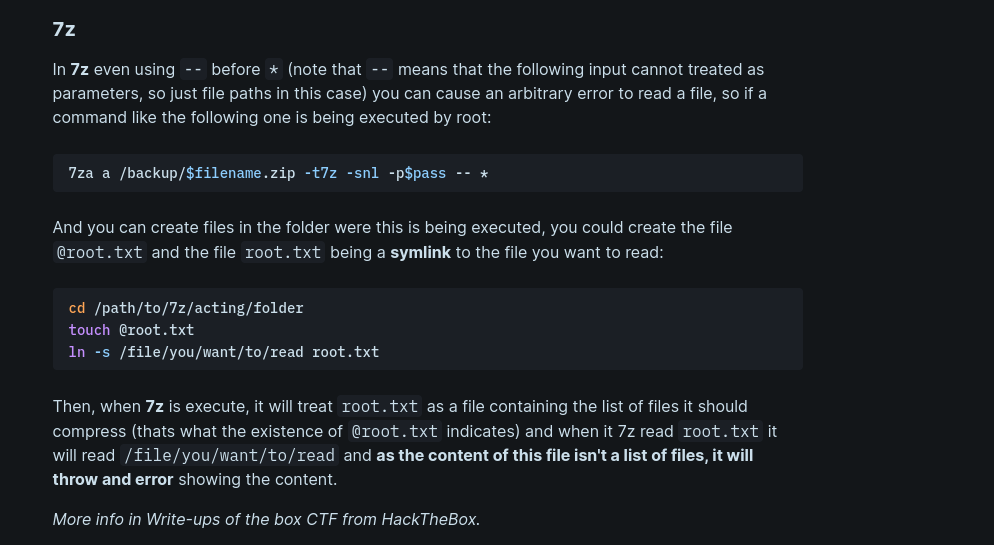 7z
In 7z even using -- before * (note that -- means that the following input cannot treated as
parameters, so just file paths in this case) you can cause an arbitrary error to read a file, so if a
command like the following one is being executed by root:
7za a /backup/$filename.zip -t7z -snl -p$pass -- *
And you can create files in the folder were this is being executed, you could create the file
@root.txt and the file root.txt being a symlink to the file you want to read:
cd /path/to/7z/acting/folder
touch @root.txt
ln -s /file/you/want/to/read root.txt
Then, when 7z is execute, it will treat root.txt as a file containing the list of files it should
compress (thats what the existence of @root.txt indicates) and when it 7z read root.txt it
will read /file/you/want/to/read and as the content of this file isn't a list of files, it will
throw and error showing the content.
More info in Write-ups of the box CTF from HackTheBox.